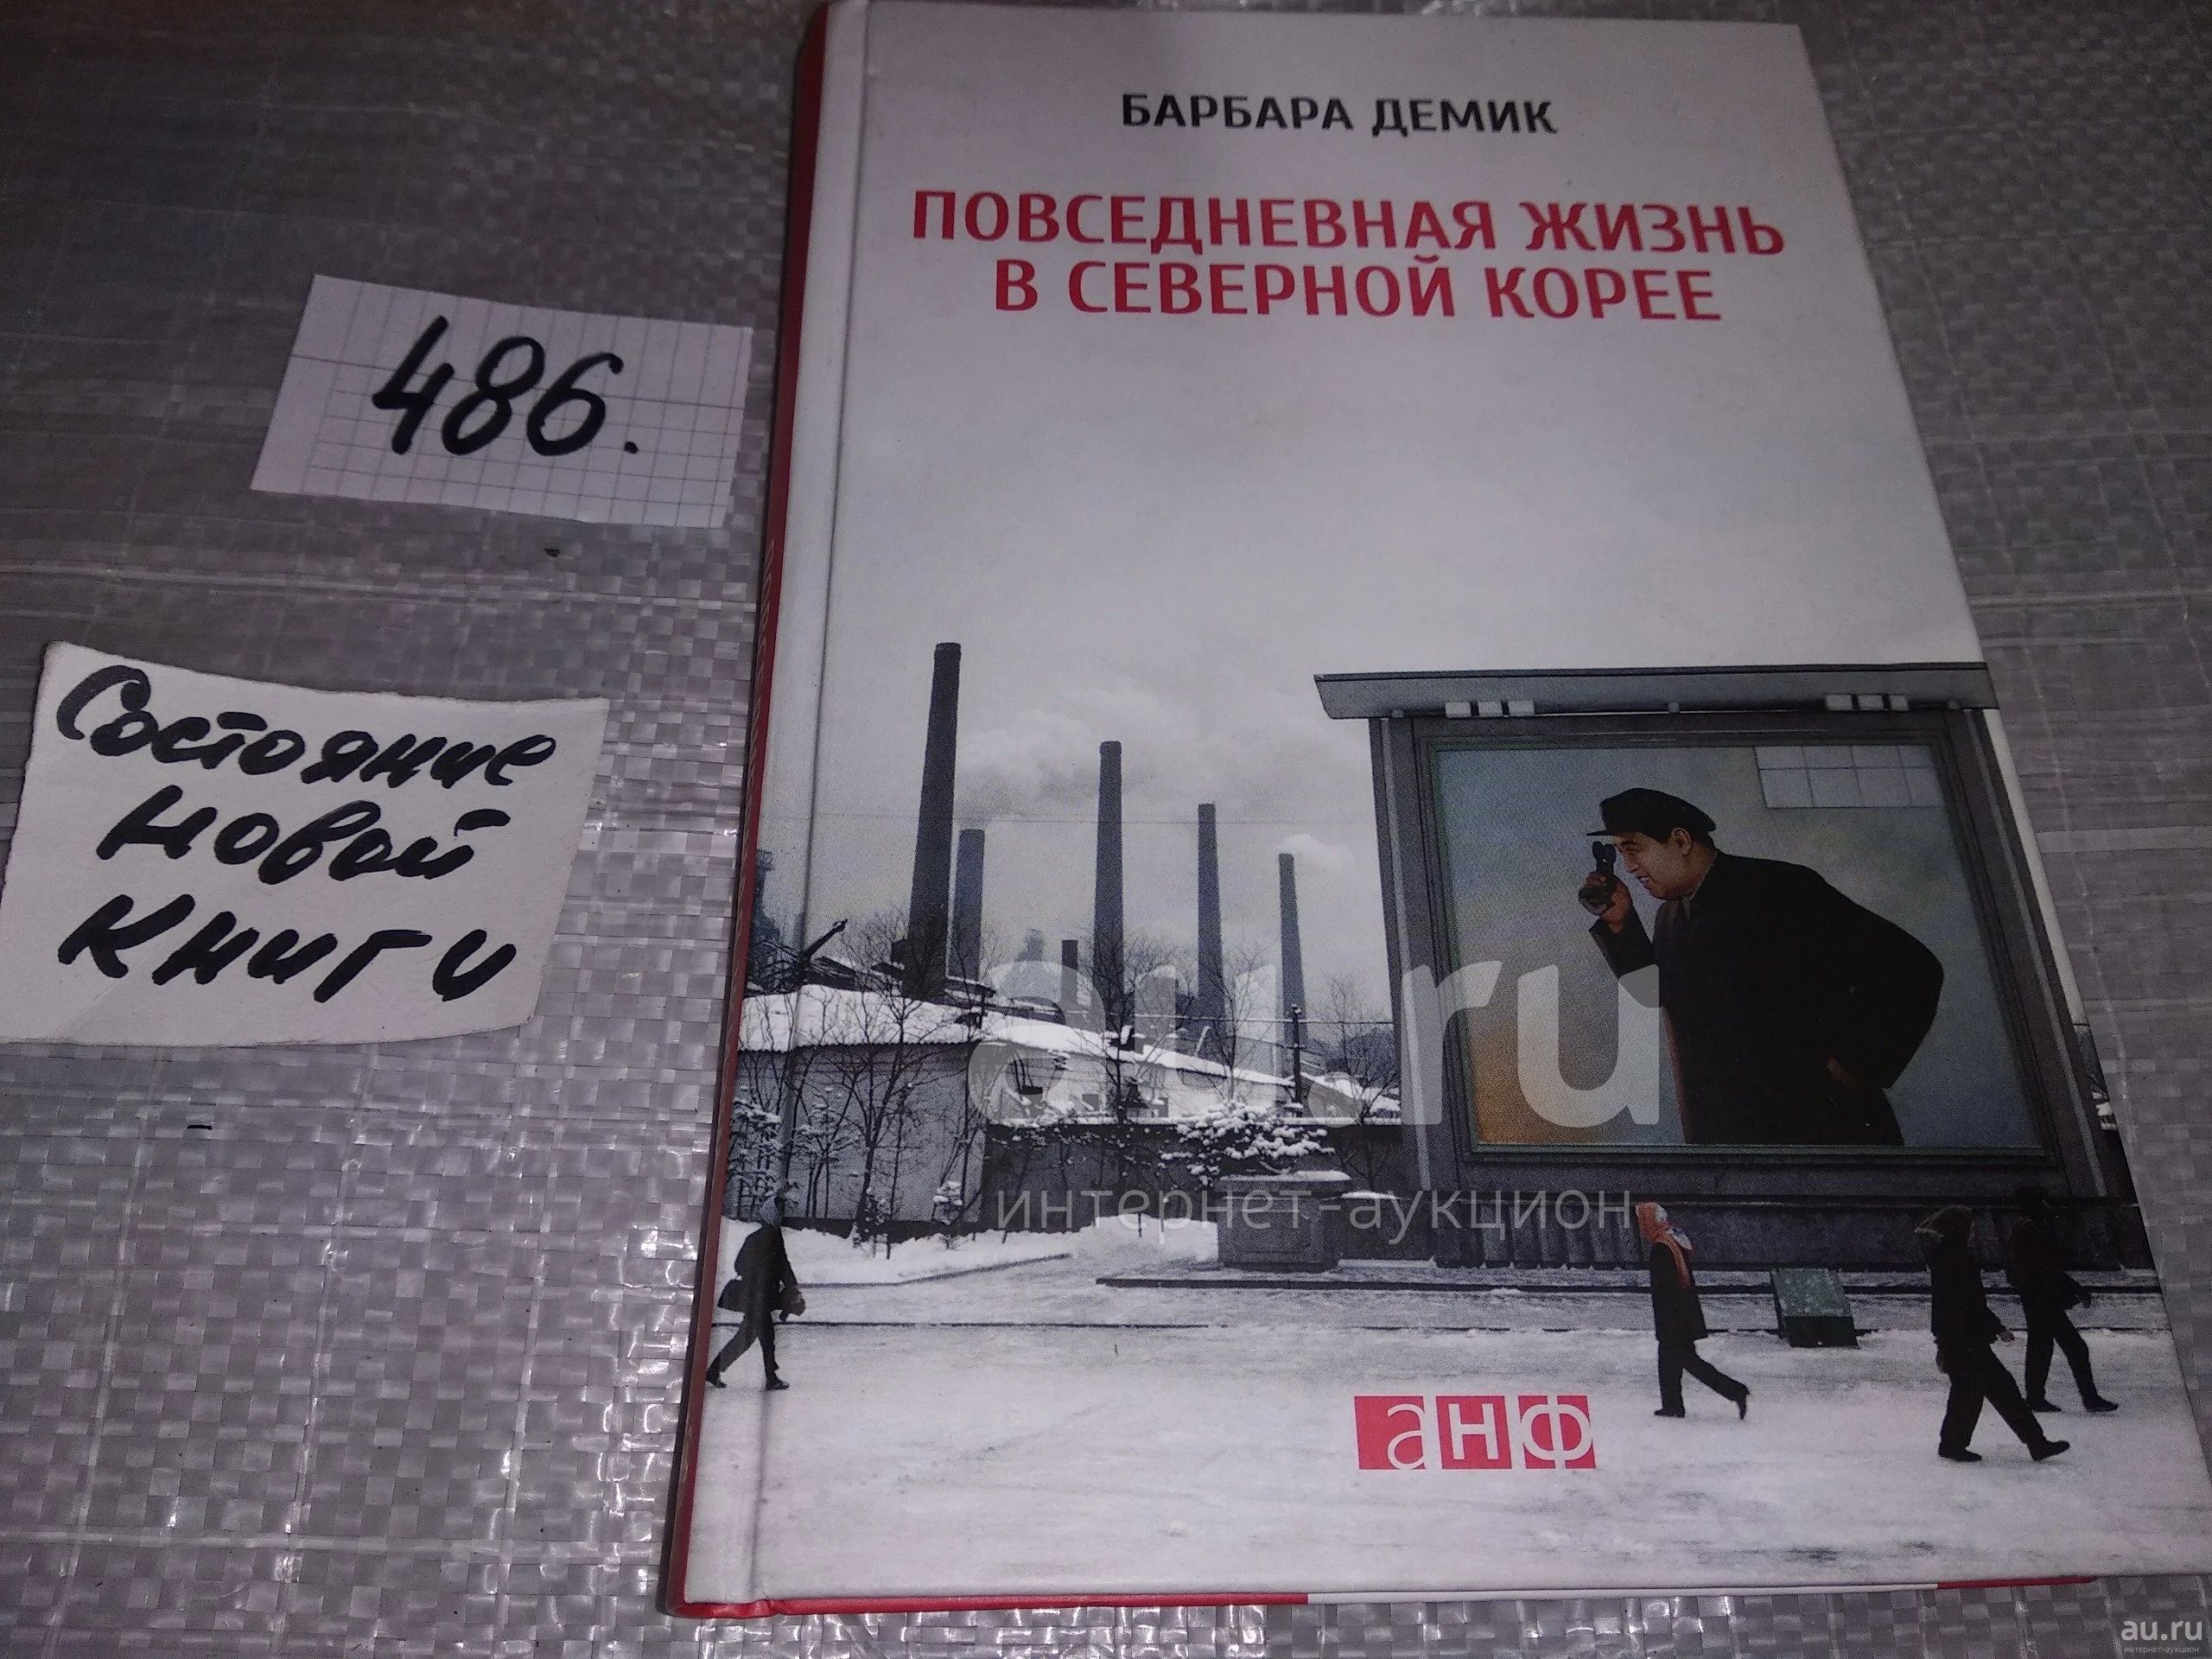 БАРБАРА ДЕМИК
ПОВСЕДНЕВНАЯ ЖИЗНЬ
В СЕВЕРНОЙ КОРЕЕ
486.
Состояние
новой
книги
au.ru
интернет-аукцион
анф
au.ru
интернет-аукцион